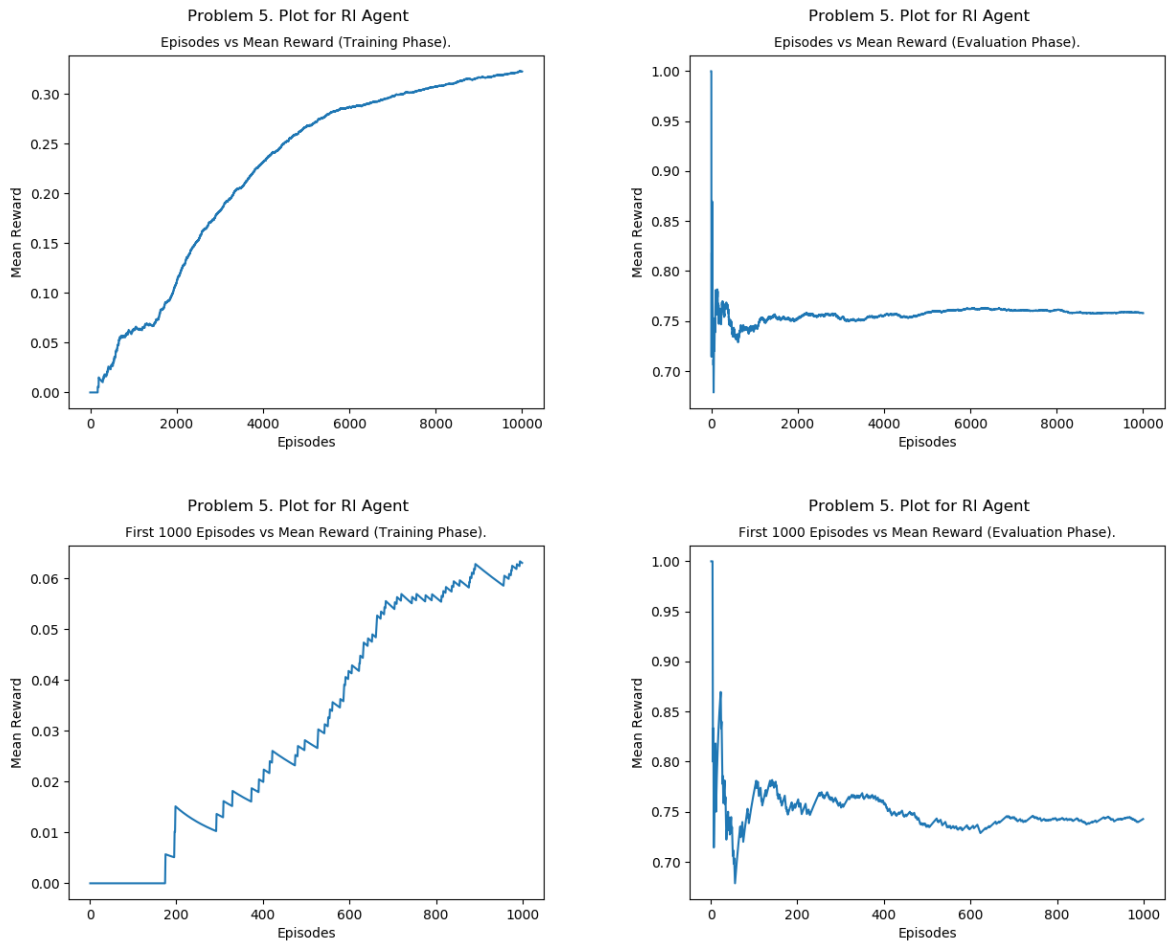 Problem 5. Plot for RI Agent
Episodes vs Mean Reward (Training Phase).
Mean Reward
0.30
0.25
0.20
0.15
0.10
0.05
0.00
0 2000 4000 6000 8000 10000
Episodes
Problem 5. Plot for RI Agent
Episodes vs Mean Reward (Evaluation Phase).
Mean Reward
1.00
0.95
0.90
0.85
0.80
0.75
0.70
0 2000 4000 6000 8000 10000
Episodes
Problem 5. Plot for RI Agent
First 1000 Episodes vs Mean Reward (Training Phase).
Mean Reward
0.06
0.05
0.04
0.03
0.02
0.01
0.00
0 200 400 600 800 1000
Episodes
Problem 5. Plot for RI Agent
First 1000 Episodes vs Mean Reward (Evaluation Phase).
Mean Reward
1.00
0.95
0.90
0.85
0.80
0.75
0.70
0 200 400 600 800 1000
Episodes